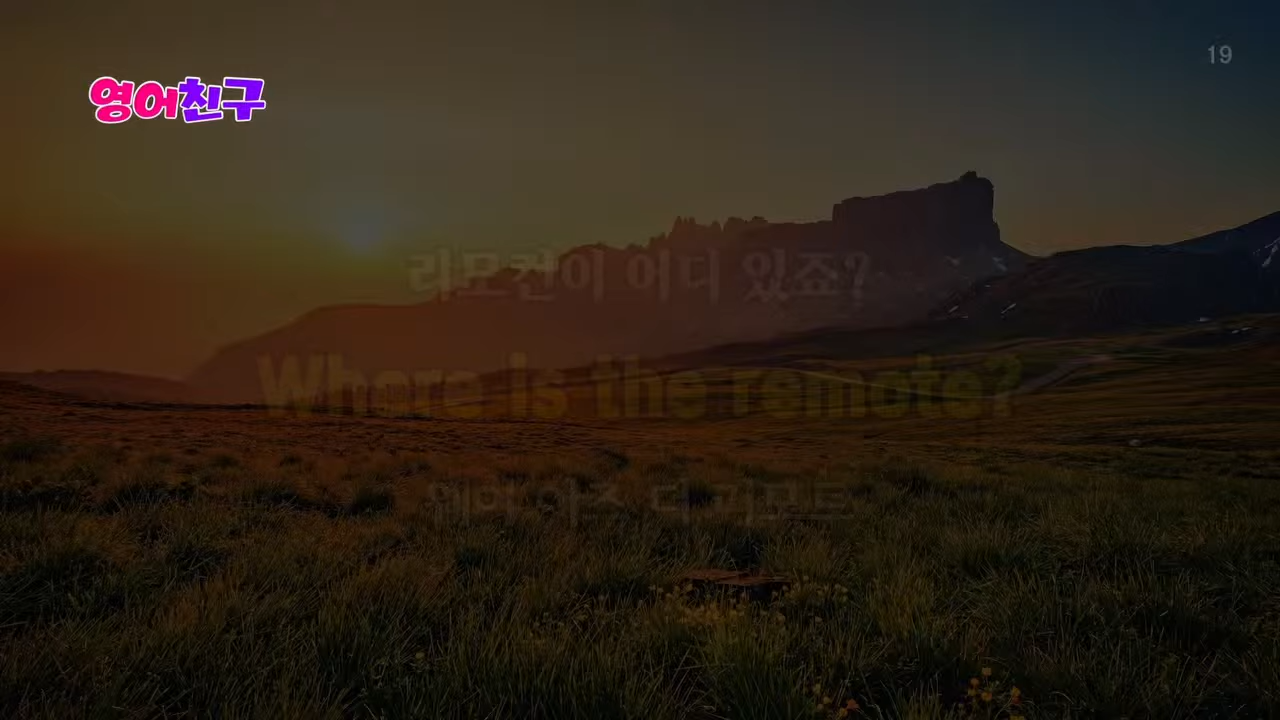 19
영어친구
리모컨이 어디 있죠?
Where is the remote?
웨어 이즈 더 리모트